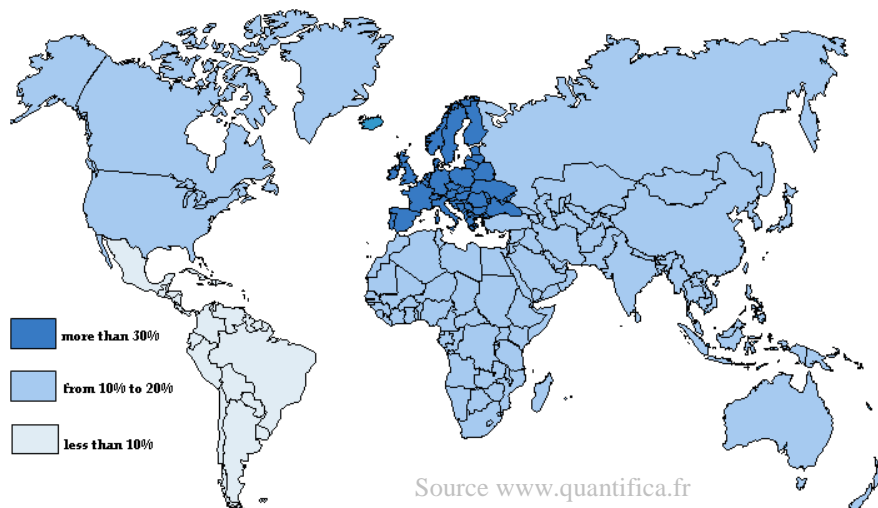 more than 30%
from 10% to 20%
less than 10%
Source www.quantifica.fr